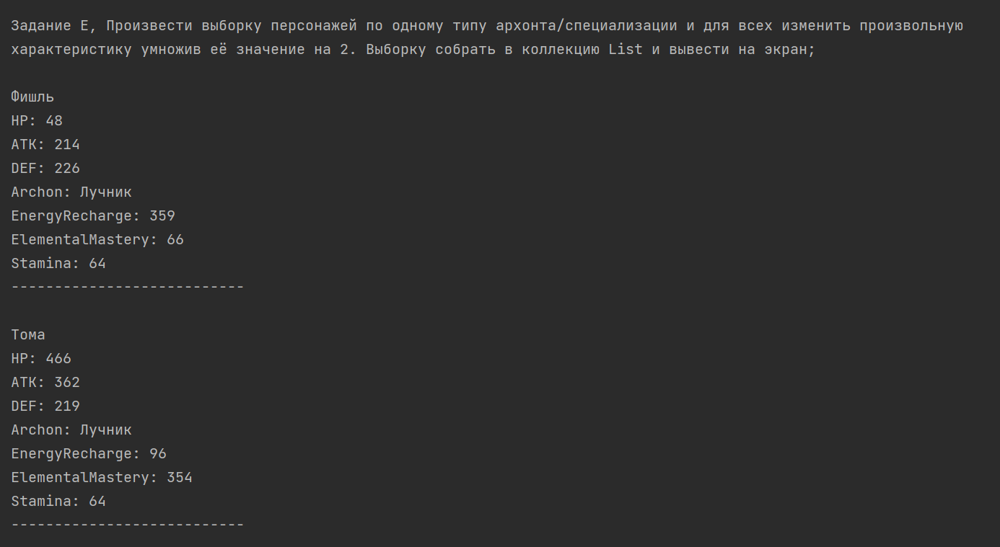 Задание E, Произвести выборку персонажей по одному типу архонта/специализации и для всех изменить произвольную
характеристику умножив её значение на 2. Выборку собрать в коллекцию List и вывести на экран;
Фишль
HP: 48
ATK: 214
DEF: 226
Archon: Лучник
EnergyRecharge: 359
ElementalMastery: 66
Stamina: 64
---------------------------
Тома
HP: 466
ATK: 362
DEF: 219
Archon: Лучник
EnergyRecharge: 96
ElementalMastery: 354
Stamina: 64
---------------------------